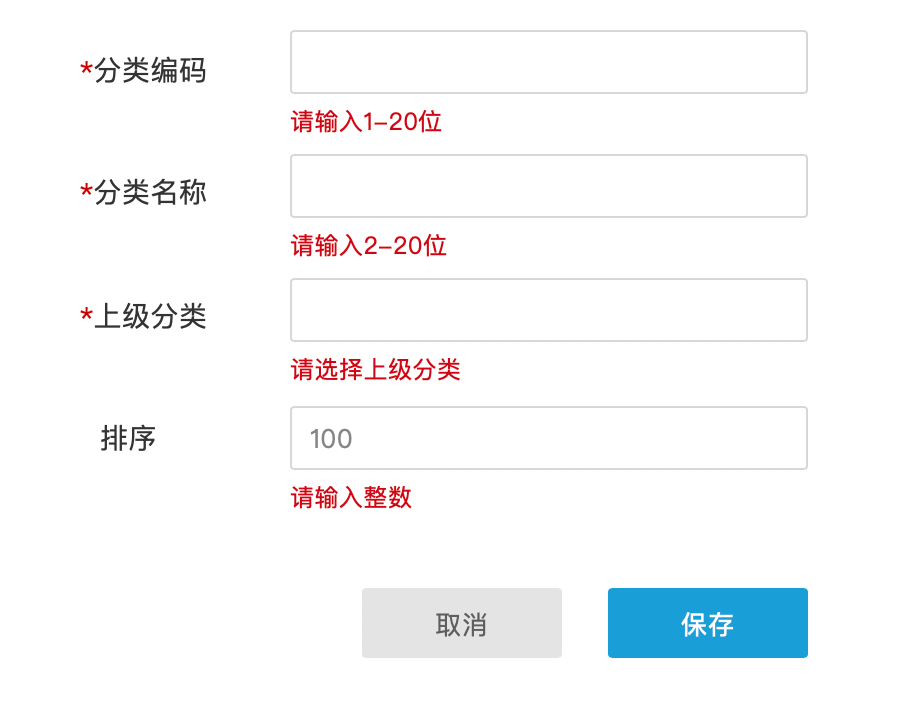 *分类编码
请输入1-20位
*分类名称
请输入2-20位
*上级分类
请选择上级分类
排序 100
请输入整数
取消 保存